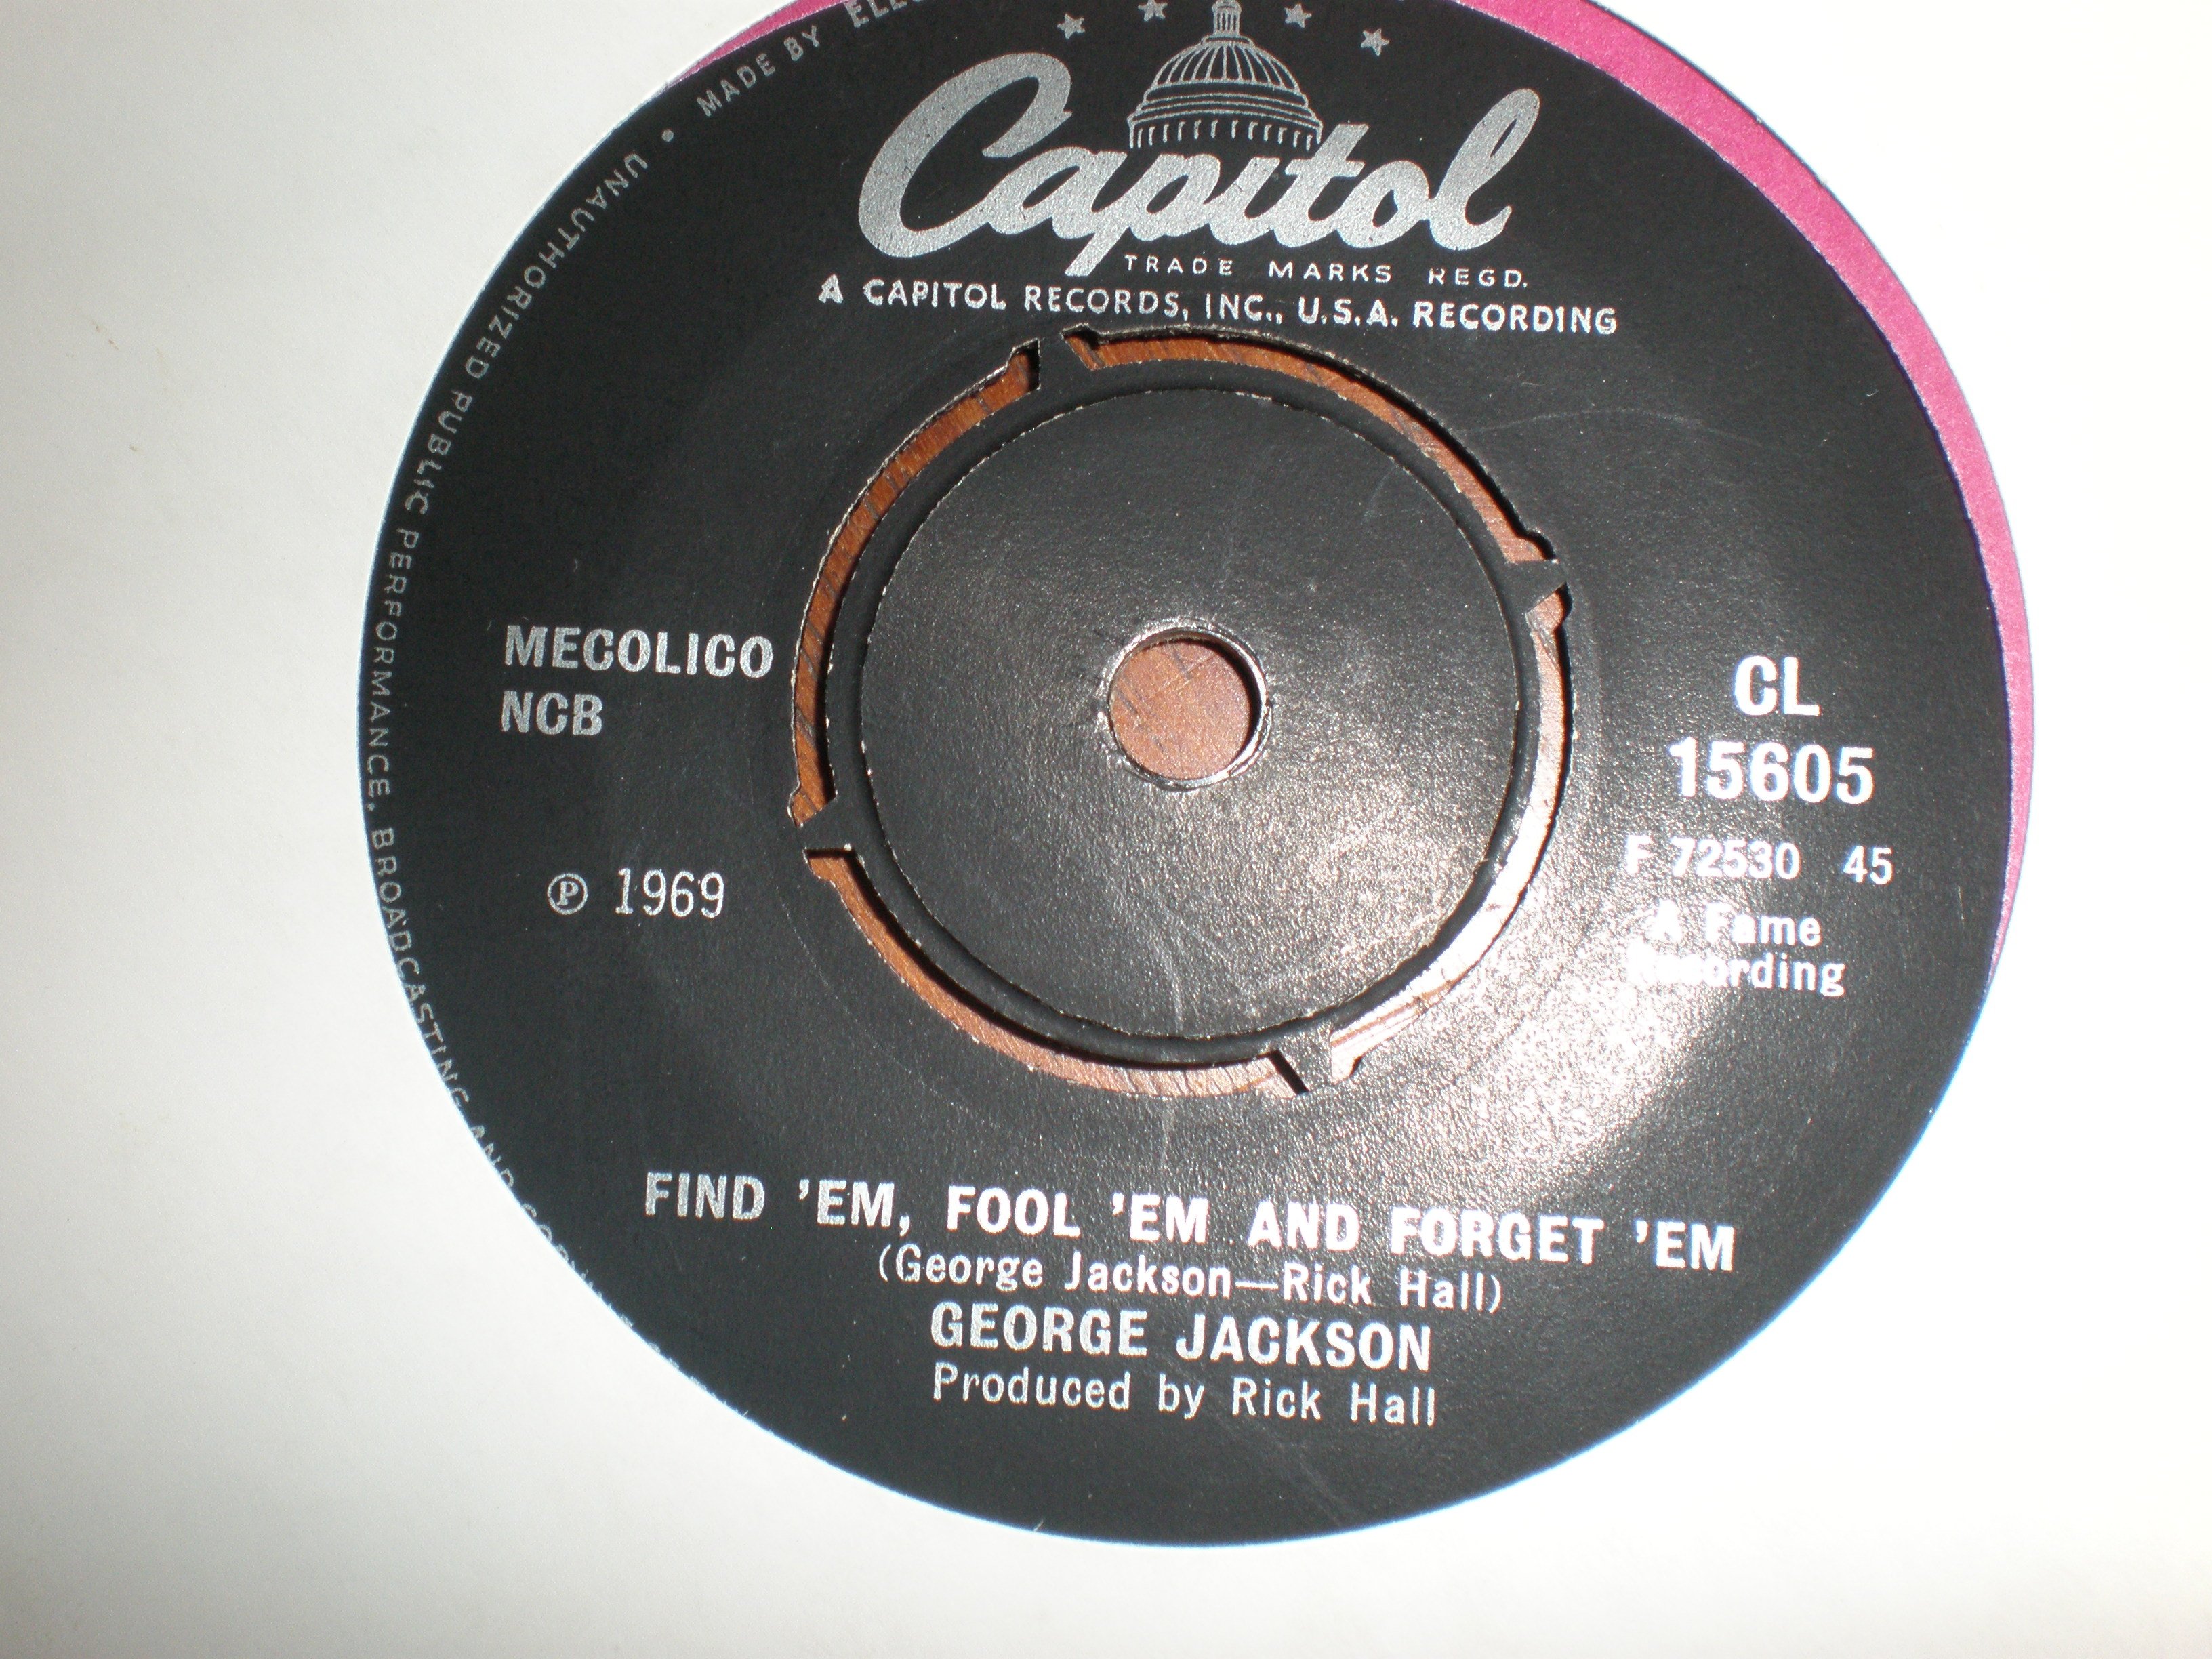 MADE BY
Capitol
TRADE MARKS REGD.
A CAPITOL RECORDS, INC., U.S.A. RECORDING
UNAUTHORIZED PUBLIC PERFORMANCE, BROADCASTING AND
MECOLICO
NCB
℗ 1969
CL
15605
F 72530 45
A Fame
Recording
FIND 'EM, FOOL 'EM AND FORGET 'EM
(George Jackson—Rick Hall)
GEORGE JACKSON
Produced by Rick Hall